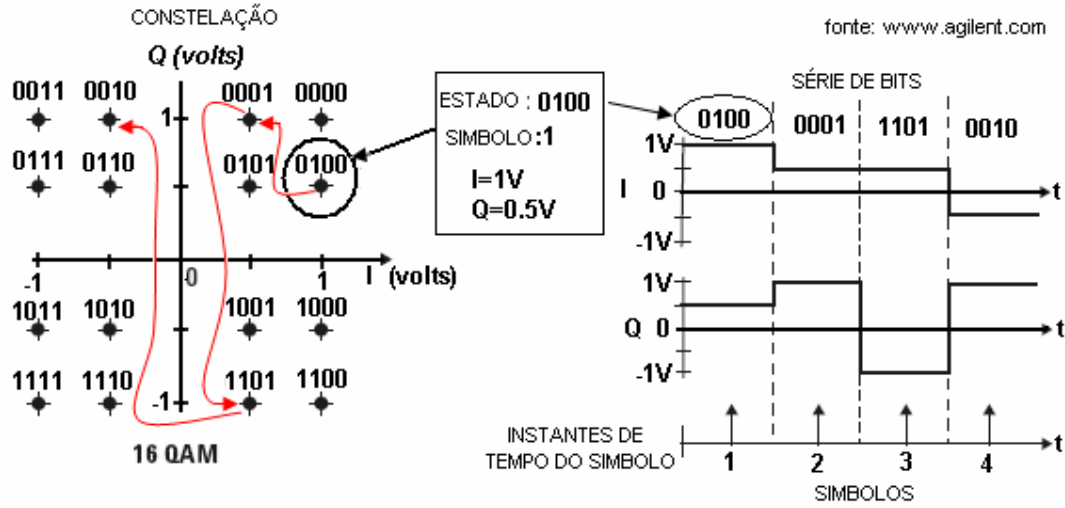 CONSTELAÇÃO
fonte: wwww.agilent.com
Q (volts)
0011 0010 0001 0000
1
0111 0110 0101 0100
-1 0 1 I (volts)
1011 1010 1001 1000
1111 1110 1101 1100
-1
16 QAM
ESTADO : 0100
SIMBOLO:1
I=1V
Q=0.5V
SÉRIE DE BITS
0100 0001 1101 0010
1V
I 0 t
-1V
1V
Q 0 t
-1V
INSTANTES DE
TEMPO DO SIMBOLO
1 2 3 4 t
SIMBOLOS